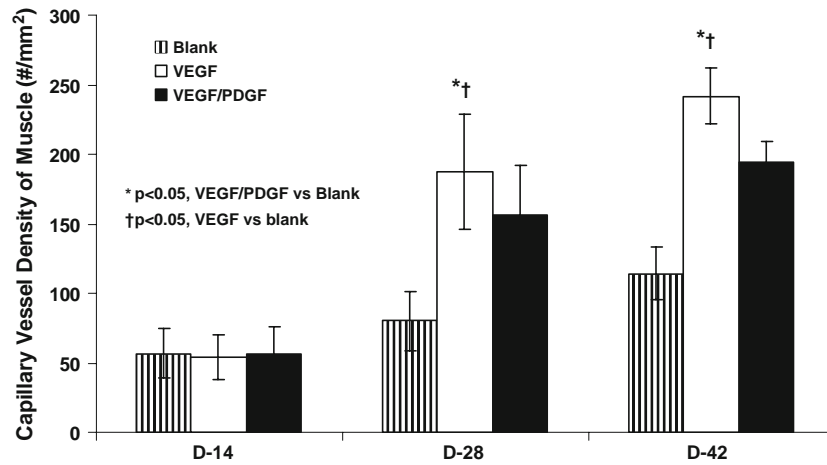 Capillary Vessel Density of Muscle (#/mm²)
300
250
200
150
100
50
0
Blank
VEGF
VEGF/PDGF
* p<0.05, VEGF/PDGF vs Blank
†p<0.05, VEGF vs blank
*†
*†
D-14
D-28
D-42